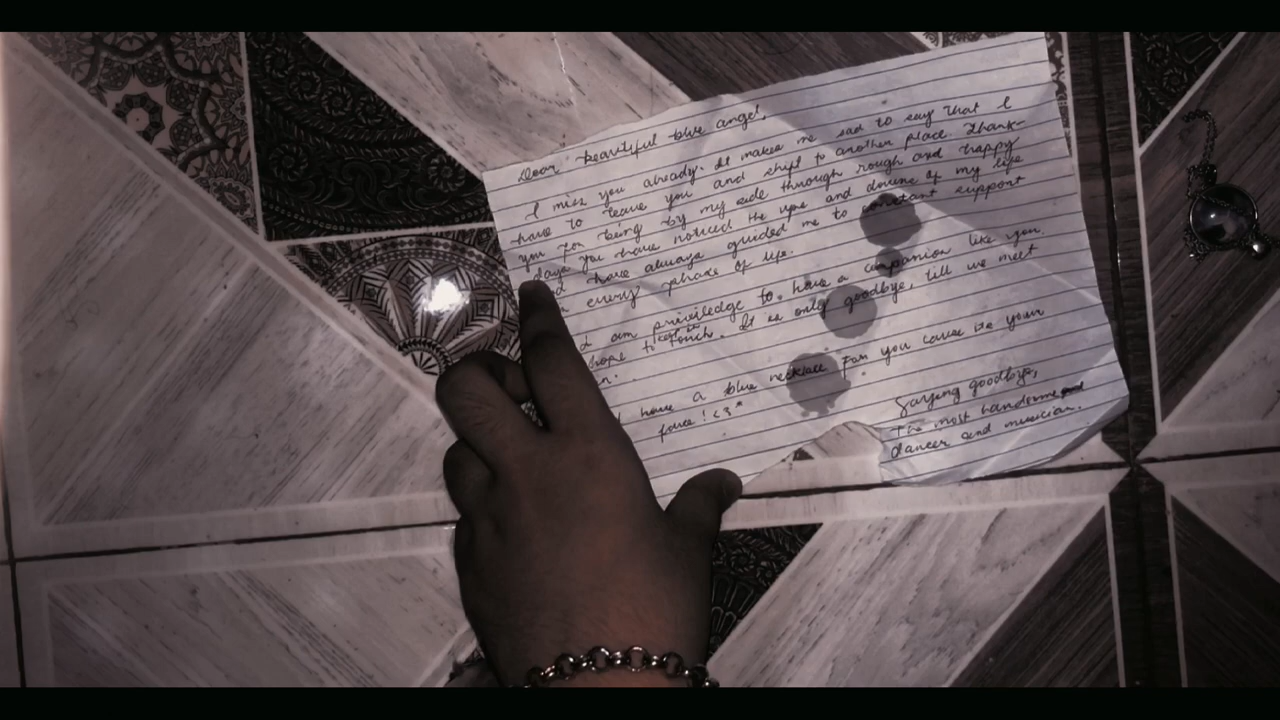 Dear beautiful blue angel,
I miss you already. It makes me sad to say that I
have to leave you and shift to another place. Thank-
you for being by my side through rough and happy
days you have noticed the ups and downs of my life
have always guided me to constant support
every phase of life.
I am priviledge to have a companion like you
hope to keep in touch. It is only goodbye, till we meet
n.
have a blue necklace for you cause its your
force! <3"
Saying goodbye,
The most handsome
dancer and musician.